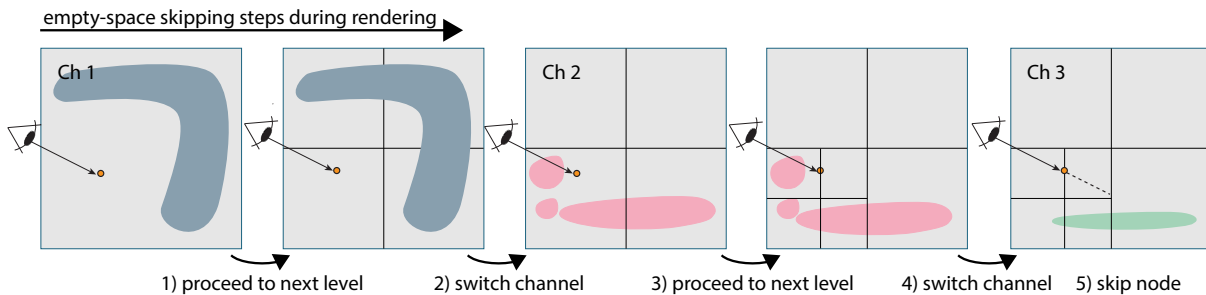 empty-space skipping steps during rendering
Ch 1
Ch 2
Ch 3
1) proceed to next level
2) switch channel
3) proceed to next level
4) switch channel
5) skip node